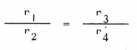 r₁ / r₂ = r₃ / r₄